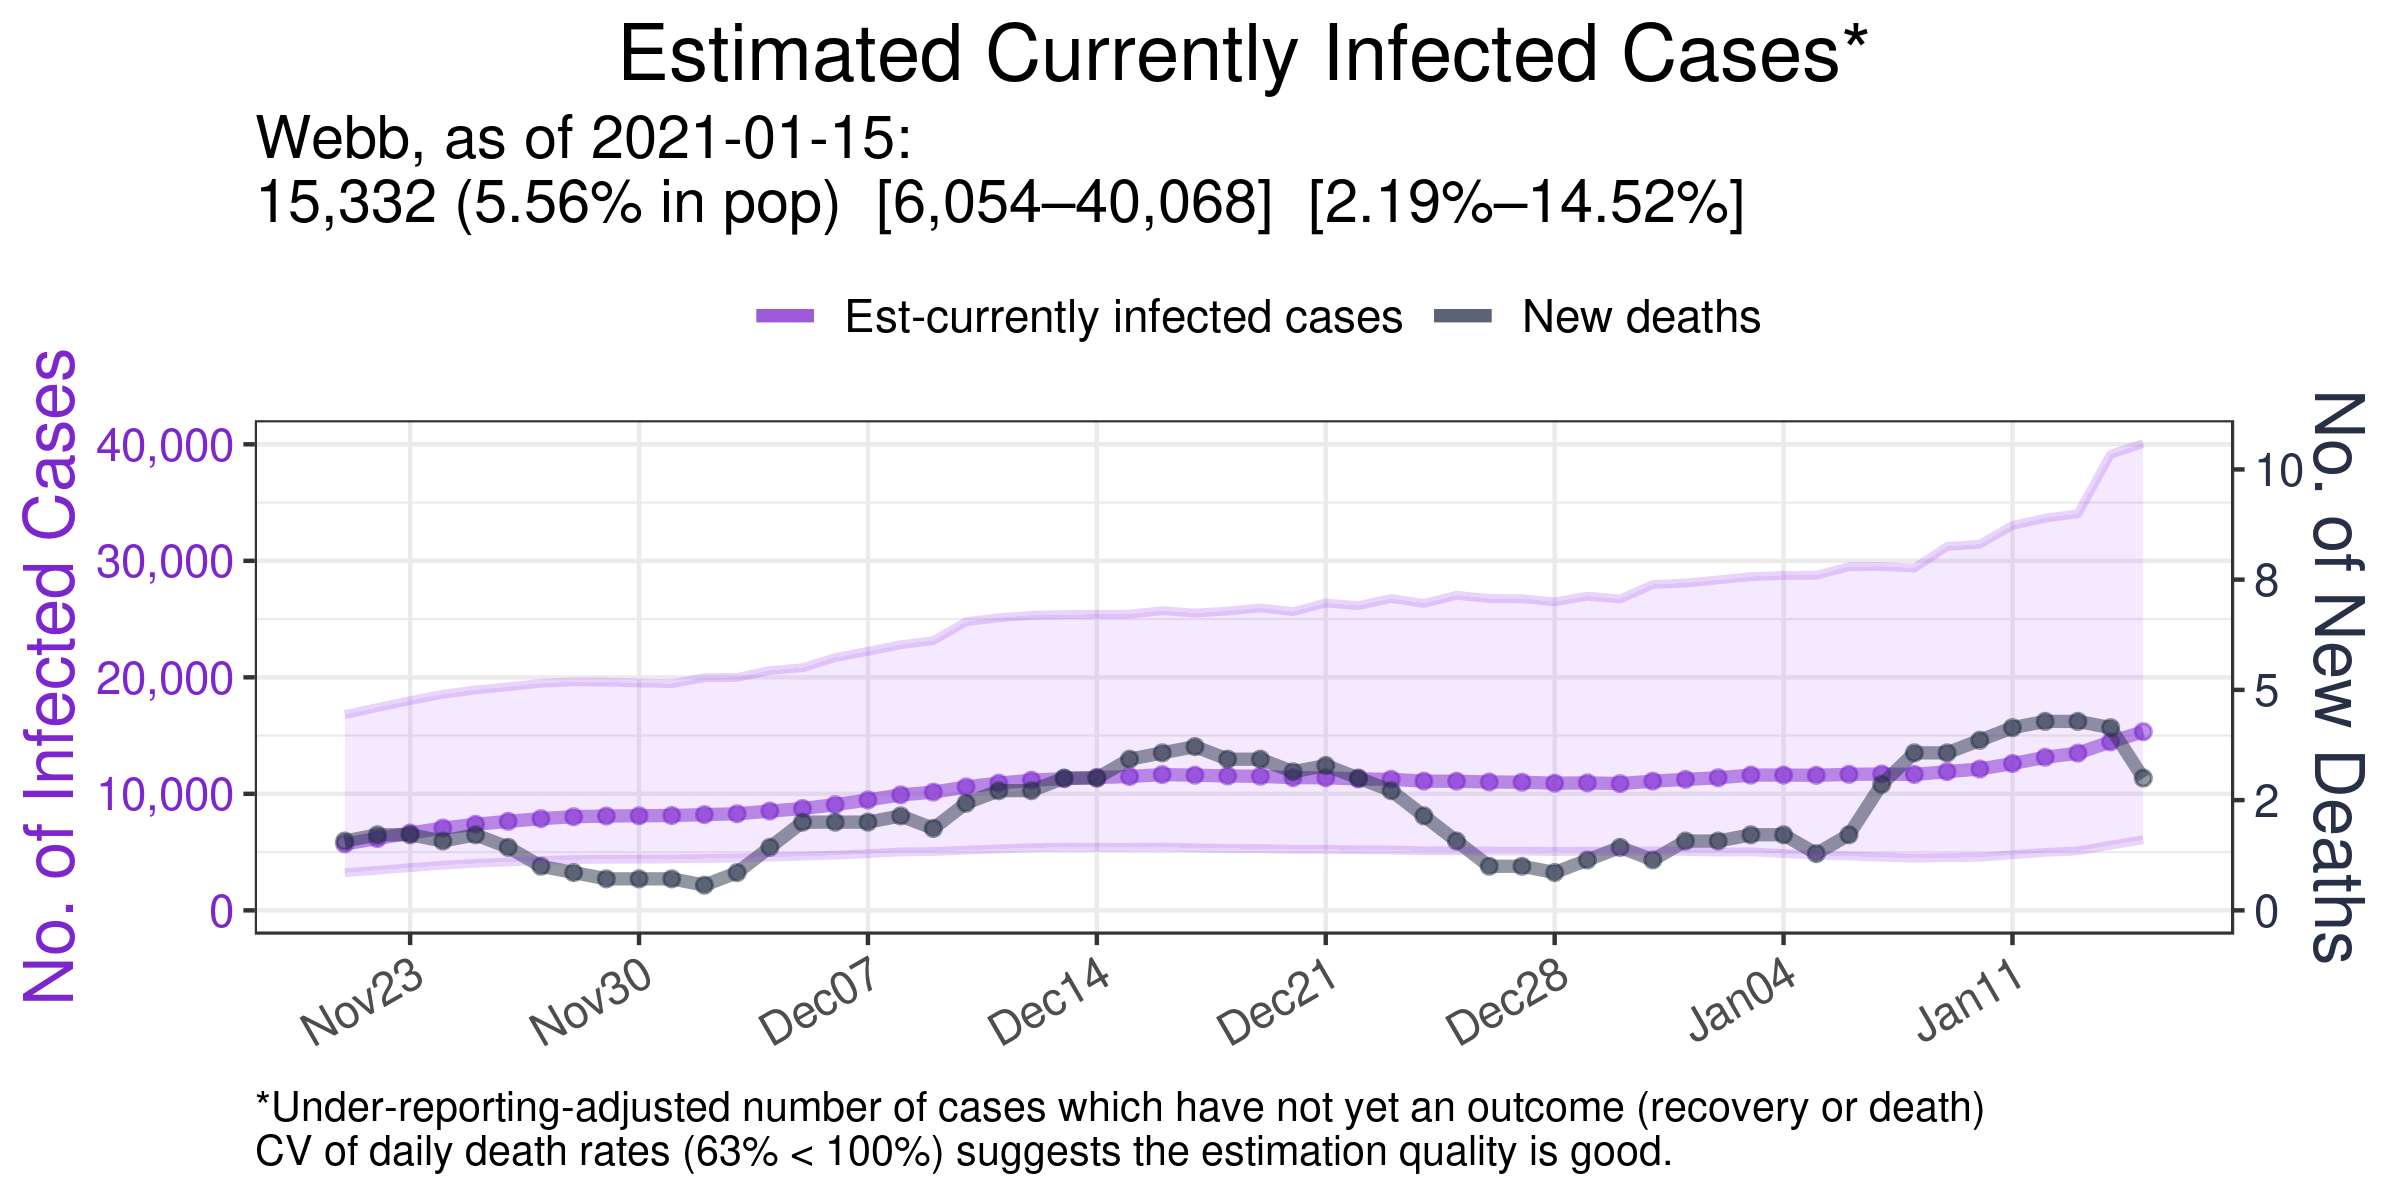 Estimated Currently Infected Cases*
Webb, as of 2021-01-15:
15,332 (5.56% in pop)  [6,054–40,068]  [2.19%–14.52%]
Est-currently infected cases
New deaths
No. of Infected Cases
40,000
30,000
20,000
10,000
0
10
8
5
2
0
No. of New Deaths
Nov23
Nov30
Dec07
Dec14
Dec21
Dec28
Jan04
Jan11
*Under-reporting-adjusted number of cases which have not yet an outcome (recovery or death)
CV of daily death rates (63% < 100%) suggests the estimation quality is good.